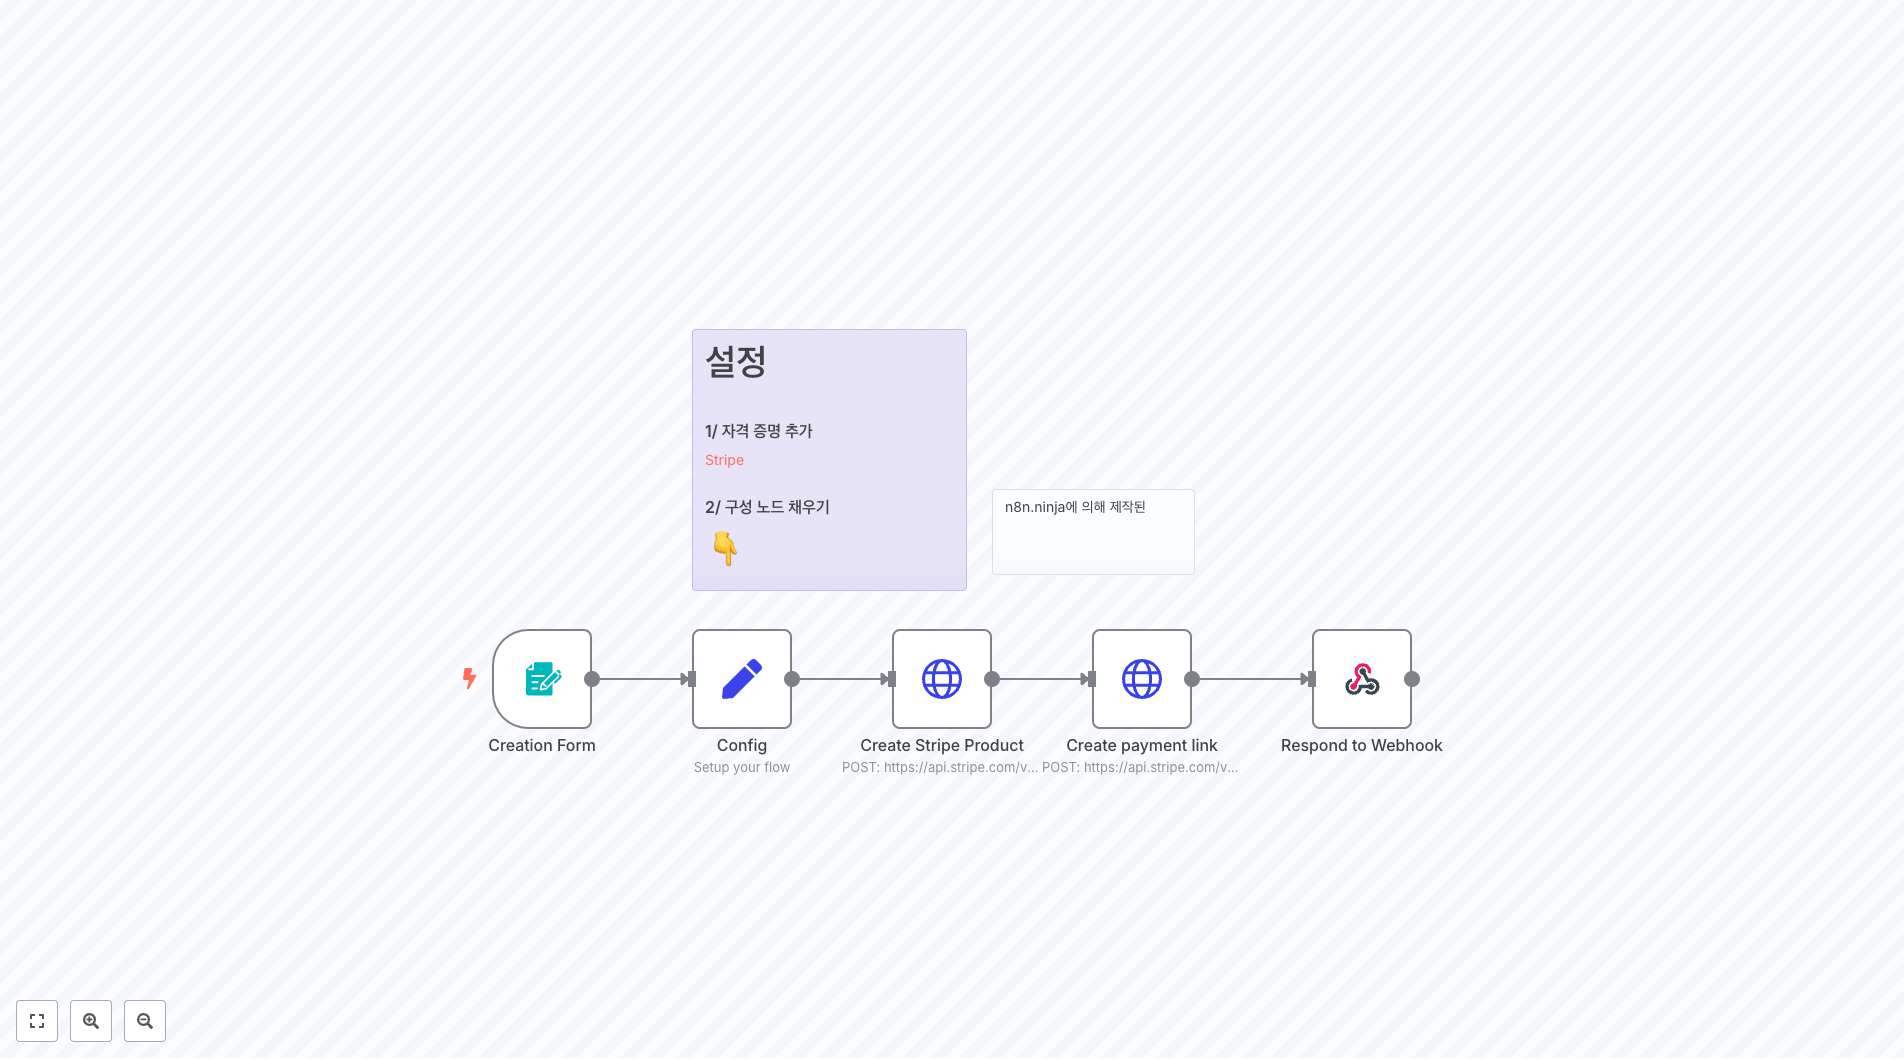 설정
1/ 자격 증명 추가
Stripe
2/ 구성 노드 채우기
n8n.ninja에 의해 제작된
Creation Form
Config
Setup your flow
Create Stripe Product
POST: https://api.stripe.com/v...
Create payment link
POST: https://api.stripe.com/v...
Respond to Webhook